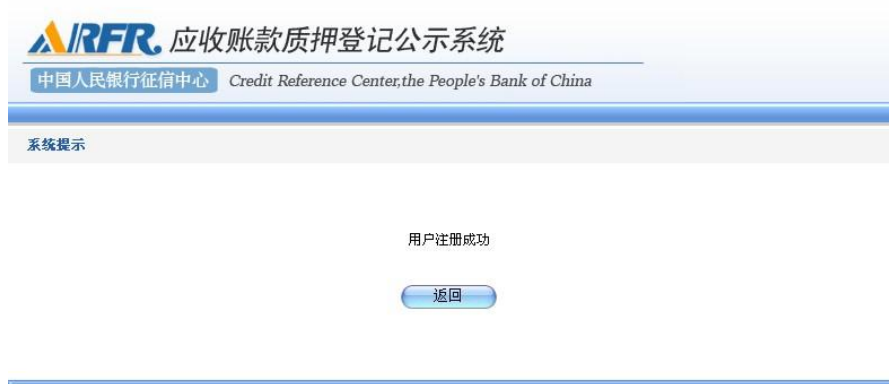 ARFR. 应收账款质押登记公示系统
中国人民银行征信中心 Credit Reference Center,the People's Bank of China
系统提示
用户注册成功
返回